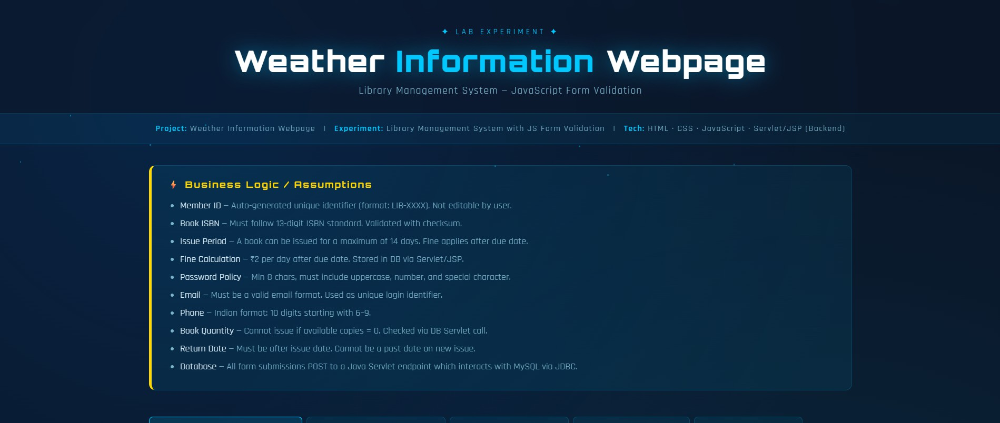 ✦ LAB EXPERIMENT ✦
Weather Information Webpage
Library Management System — JavaScript Form Validation
Project: Weather Information Webpage | Experiment: Library Management System with JS Form Validation | Tech: HTML · CSS · JavaScript · Servlet/JSP (Backend)
⚡ Business Logic / Assumptions
• Member ID — Auto-generated unique identifier (format: LIB-XXXX). Not editable by user.
• Book ISBN — Must follow 13-digit ISBN standard. Validated with checksum.
• Issue Period — A book can be issued for a maximum of 14 days. Fine applies after due date.
• Fine Calculation — ₹2 per day after due date. Stored in DB via Servlet/JSP.
• Password Policy — Min 8 chars, must include uppercase, number, and special character.
• Email — Must be a valid email format. Used as unique login identifier.
• Phone — Indian format: 10 digits starting with 6–9.
• Book Quantity — Cannot issue if available copies = 0. Checked via DB Servlet call.
• Return Date — Must be after issue date. Cannot be a past date on new issue.
• Database — All form submissions POST to a Java Servlet endpoint which interacts with MySQL via JDBC.